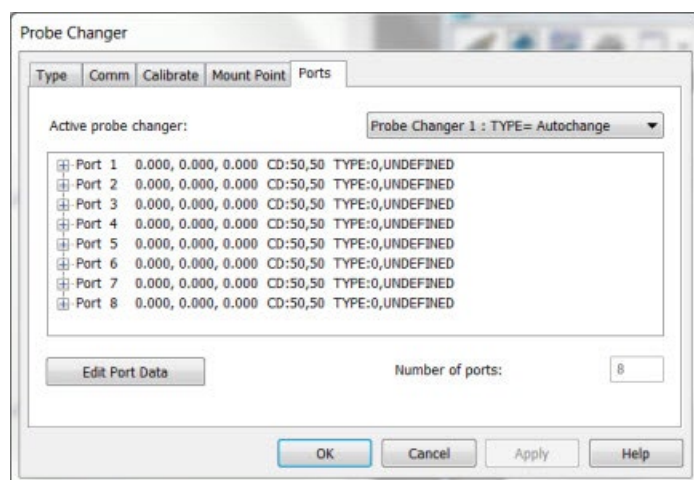 Probe Changer
Type Comm Calibrate Mount Point Ports
Active probe changer: Probe Changer 1 : TYPE= Autochange
Port 1 0.000, 0.000, 0.000 CD:50,50 TYPE:0,UNDEFINED
Port 2 0.000, 0.000, 0.000 CD:50,50 TYPE:0,UNDEFINED
Port 3 0.000, 0.000, 0.000 CD:50,50 TYPE:0,UNDEFINED
Port 4 0.000, 0.000, 0.000 CD:50,50 TYPE:0,UNDEFINED
Port 5 0.000, 0.000, 0.000 CD:50,50 TYPE:0,UNDEFINED
Port 6 0.000, 0.000, 0.000 CD:50,50 TYPE:0,UNDEFINED
Port 7 0.000, 0.000, 0.000 CD:50,50 TYPE:0,UNDEFINED
Port 8 0.000, 0.000, 0.000 CD:50,50 TYPE:0,UNDEFINED
Edit Port Data Number of ports: 8
OK Cancel Apply Help